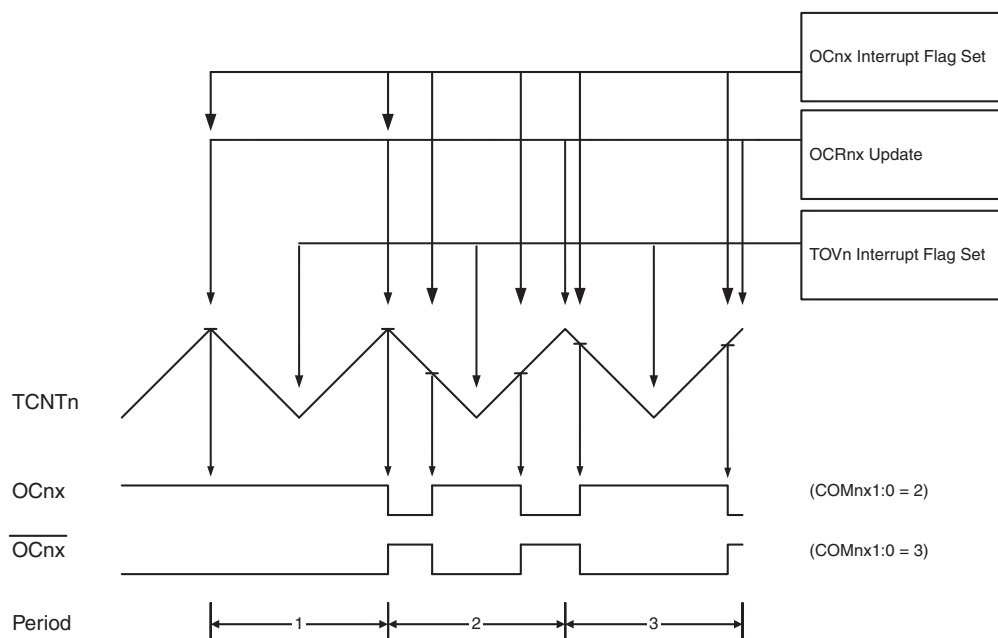 OCnx Interrupt Flag Set
OCRnx Update
TOVn Interrupt Flag Set
TCNTn
OCnx
(COMnx1:0 = 2)
OCnx
(COMnx1:0 = 3)
Period
1
2
3